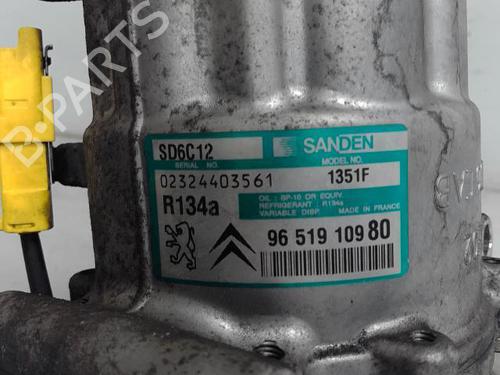 B-PARTS
SD6C12
SANDEN
SERIAL NO.
MODEL NO.
02324403561
1351F
R134a
OIL : SP-10 OR EQUIV.
REFRIGERANT : R134a
VARIABLE DISP. MADE IN FRANCE
96 519 109 80